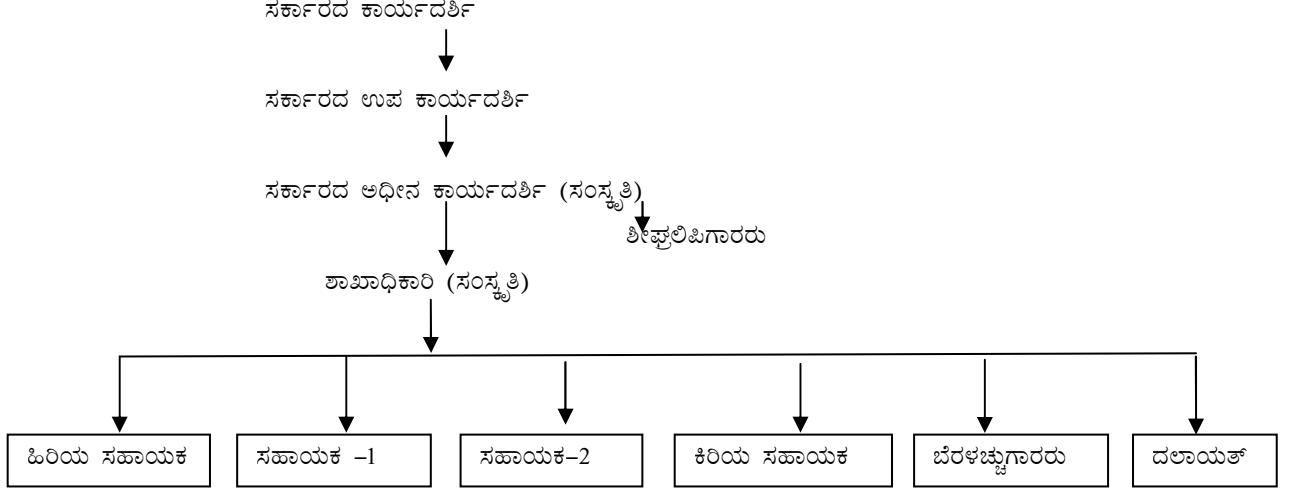 ಸರ್ಕಾರದ ಕಾರ್ಯದರ್ಶಿ
ಸರ್ಕಾರದ ಉಪ ಕಾರ್ಯದರ್ಶಿ
ಸರ್ಕಾರದ ಅಧೀನ ಕಾರ್ಯದರ್ಶಿ (ಸಂಸ್ಕೃತಿ)
ಶೀಘ್ರಲಿಪಿಗಾರರು
ಶಾಖಾಧಿಕಾರಿ (ಸಂಸ್ಕೃತಿ)
ಹಿರಿಯ ಸಹಾಯಕ
ಸಹಾಯಕ –1
ಸಹಾಯಕ–2
ಕಿರಿಯ ಸಹಾಯಕ
ಬೆರಳಚ್ಚುಗಾರರು
ದಲಾಯತ್